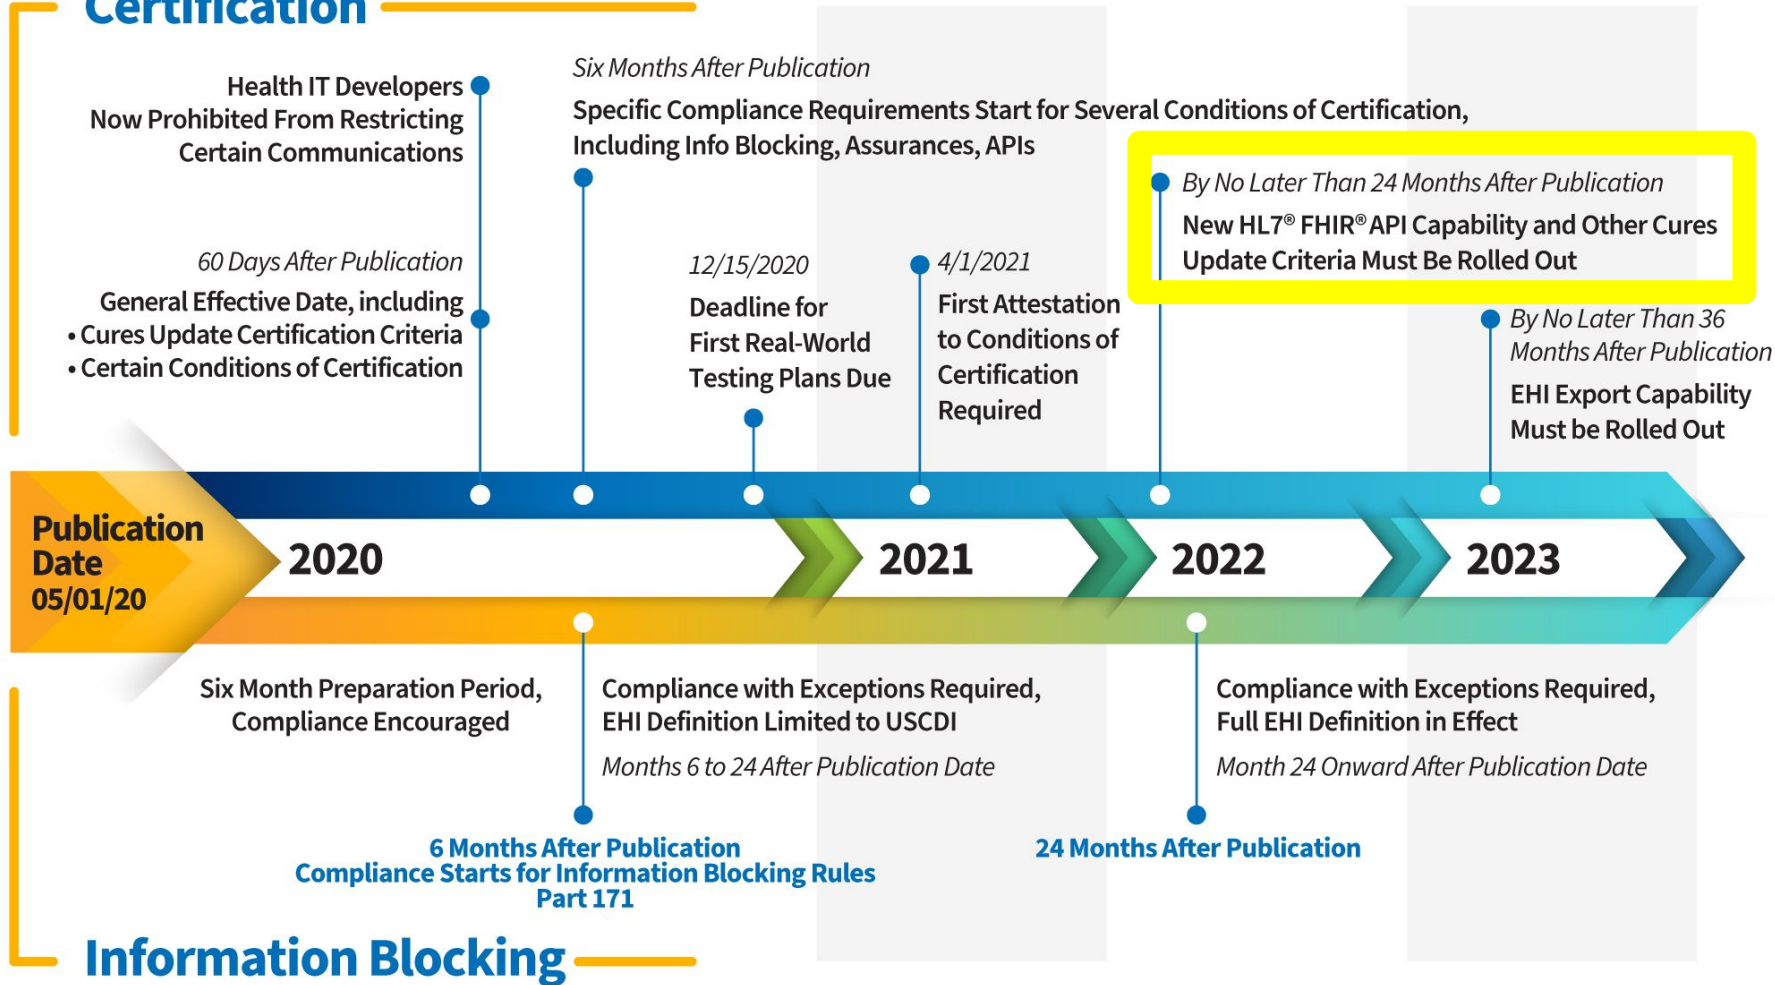 Certification
Health IT Developers
Now Prohibited From Restricting
Certain Communications
60 Days After Publication
General Effective Date, including
• Cures Update Certification Criteria
• Certain Conditions of Certification
Six Months After Publication
Specific Compliance Requirements Start for Several Conditions of Certification,
Including Info Blocking, Assurances, APIs
12/15/2020
Deadline for
First Real-World
Testing Plans Due
4/1/2021
First Attestation
to Conditions of
Certification
Required
By No Later Than 24 Months After Publication
New HL7® FHIR® API Capability and Other Cures
Update Criteria Must Be Rolled Out
By No Later Than 36
Months After Publication
EHI Export Capability
Must be Rolled Out
Publication
Date
05/01/20
2020
2021
2022
2023
Six Month Preparation Period,
Compliance Encouraged
Compliance with Exceptions Required,
EHI Definition Limited to USCDI
Months 6 to 24 After Publication Date
Compliance with Exceptions Required,
Full EHI Definition in Effect
Month 24 Onward After Publication Date
6 Months After Publication
Compliance Starts for Information Blocking Rules
Part 171
24 Months After Publication
Information Blocking